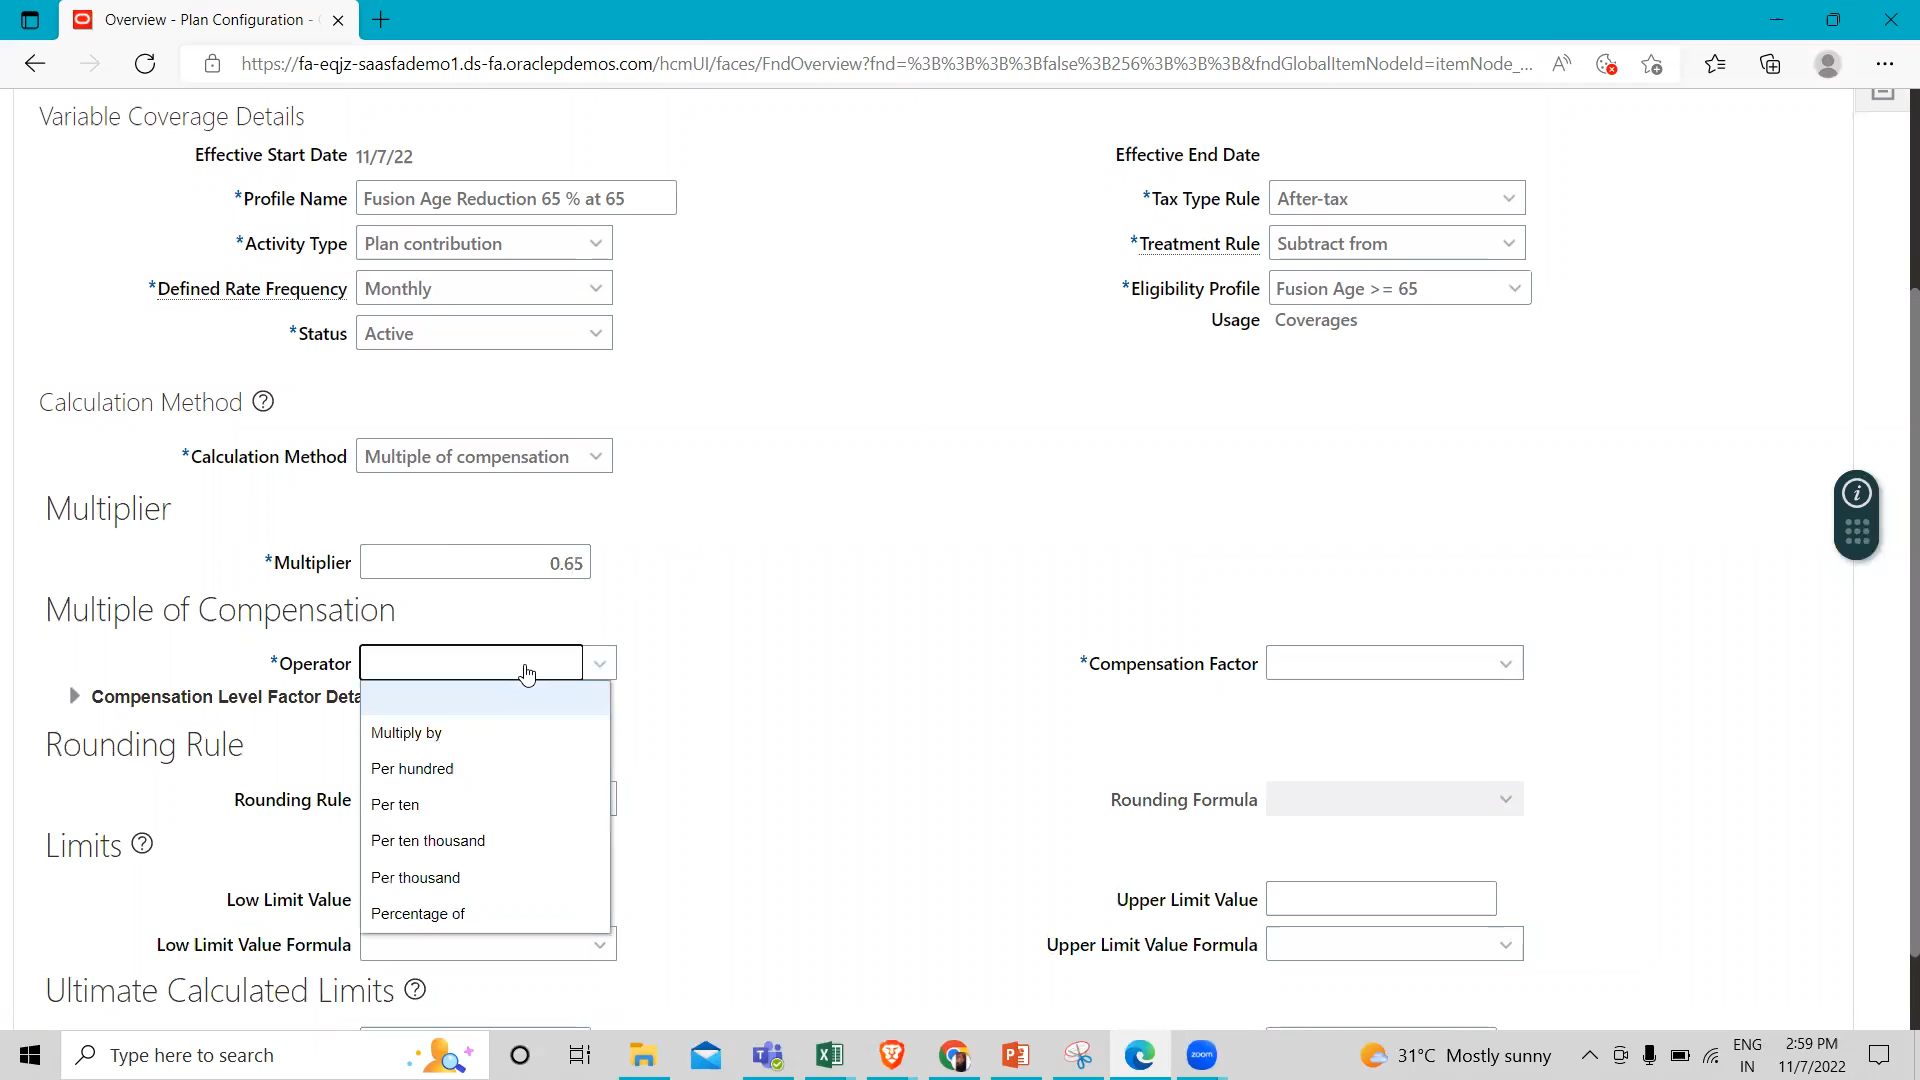 Overview - Plan Configuration -
https://fa-eqjz-saasfademo1.ds-fa.oraclepdemos.com/hcmUI/faces/FndOverview?fnd=%3B%3B%3B%3Bfalse%3B256%3B%3B%3B&fndGlobalItemNodeId=itemNode_...
Variable Coverage Details
Effective Start Date 11/7/22
Effective End Date
*Profile Name Fusion Age Reduction 65 % at 65
*Tax Type Rule After-tax
*Activity Type Plan contribution
*Treatment Rule Subtract from
*Defined Rate Frequency Monthly
*Eligibility Profile Fusion Age >= 65
Usage Coverages
*Status Active
Calculation Method
*Calculation Method Multiple of compensation
Multiplier
*Multiplier 0.65
Multiple of Compensation
*Operator
*Compensation Factor
Compensation Level Factor Deta
Multiply by
Rounding Rule
Per hundred
Rounding Rule
Rounding Formula
Per ten
Limits
Per ten thousand
Per thousand
Low Limit Value
Upper Limit Value
Percentage of
Low Limit Value Formula
Upper Limit Value Formula
Ultimate Calculated Limits
Type here to search
zoom
31°C Mostly sunny
ENG
IN
2:59 PM
11/7/2022